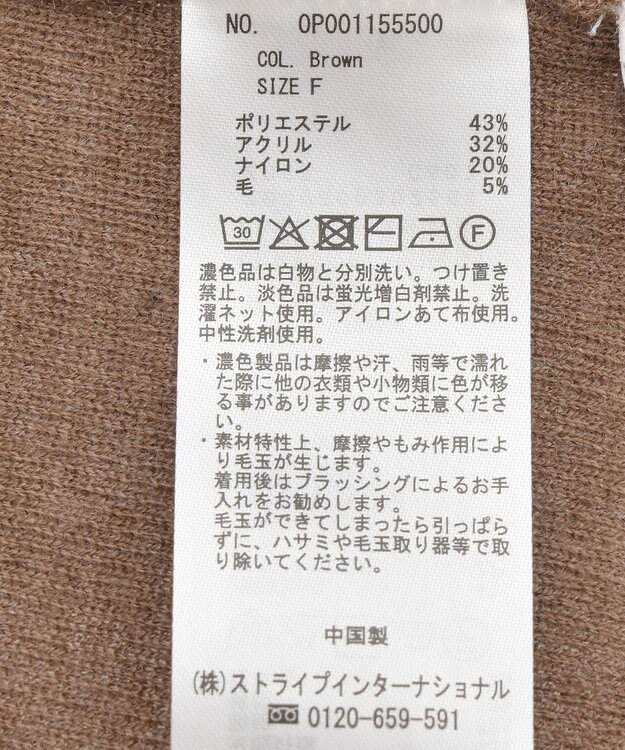 NO. 0P001155500
COL. Brown
SIZE F
ポリエステル 43%
アクリル 32%
ナイロン 20%
毛 5%
30 F
濃色品は白物と分別洗い。つけ置き
禁止。淡色品は蛍光増白剤禁止。洗
濯ネット使用。アイロンあて布使用。
中性洗剤使用。
・濃色製品は摩擦や汗、雨等で濡れ
た際に他の衣類や小物類に色が移
る事がありますのでご注意くださ
い。
・素材特性上、摩擦やもみ作用によ
り毛玉が生じます。
着用後はブラッシングによるお手
入れをお勧めします。
毛玉ができてしまったら引っぱら
ずに、ハサミや毛玉取り器等で取
り除いてください。
中国製
(株)ストライプインターナショナル
0120-659-591